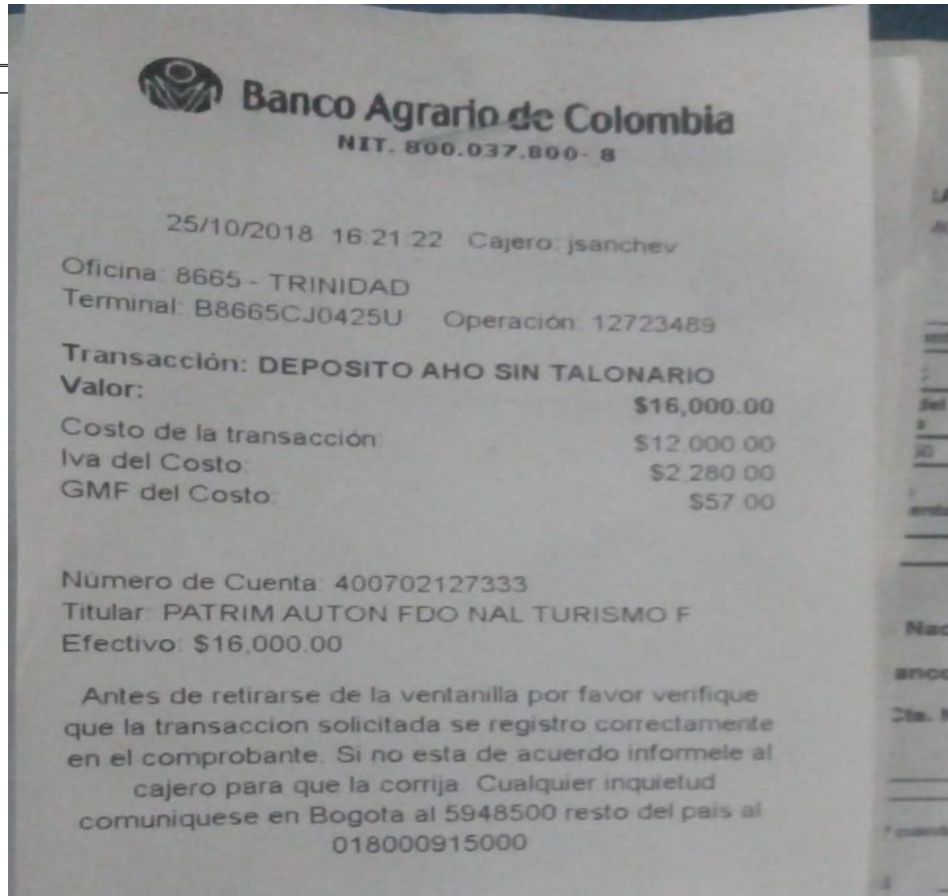 Banco Agrario de Colombia
NIT. 800.037.800- 8
25/10/2018 16:21:22 Cajero: jsanchev
Oficina: 8665 - TRINIDAD
Terminal: B8665CJ0425U Operación: 12723489
Transacción: DEPOSITO AHO SIN TALONARIO
Valor: $16,000.00
Costo de la transacción: $12,000.00
Iva del Costo: $2,280.00
GMF del Costo: $57.00
Número de Cuenta: 400702127333
Titular: PATRIM AUTON FDO NAL TURISMO F
Efectivo: $16,000.00
Antes de retirarse de la ventanilla por favor verifique
que la transaccion solicitada se registro correctamente
en el comprobante. Si no esta de acuerdo informele al
cajero para que la corrija. Cualquier inquietud
comuniquese en Bogota al 5948500 resto del pais al
018000915000